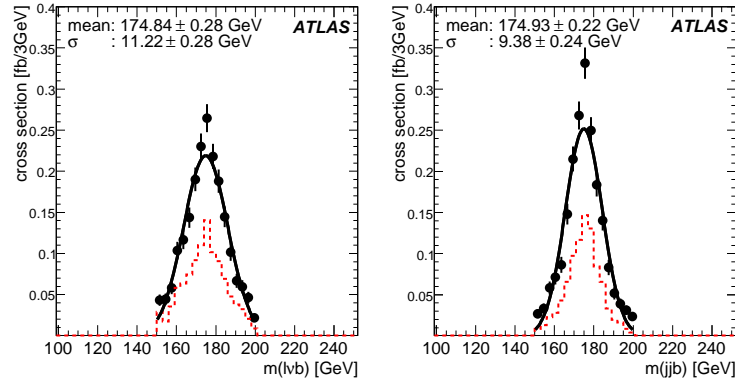 mean: 174.84± 0.28 GeV
σ : 11.22± 0.28 GeV
ATLAS
cross section [fb/3GeV]
0.4
0.35
0.3
0.25
0.2
0.15
0.1
0.05
100 120 140 160 180 200 220 240
m(lνb) [GeV]
mean: 174.93± 0.22 GeV
σ : 9.38± 0.24 GeV
ATLAS
cross section [fb/3GeV]
0.4
0.35
0.3
0.25
0.2
0.15
0.1
0.05
100 120 140 160 180 200 220 240
m(jjb) [GeV]